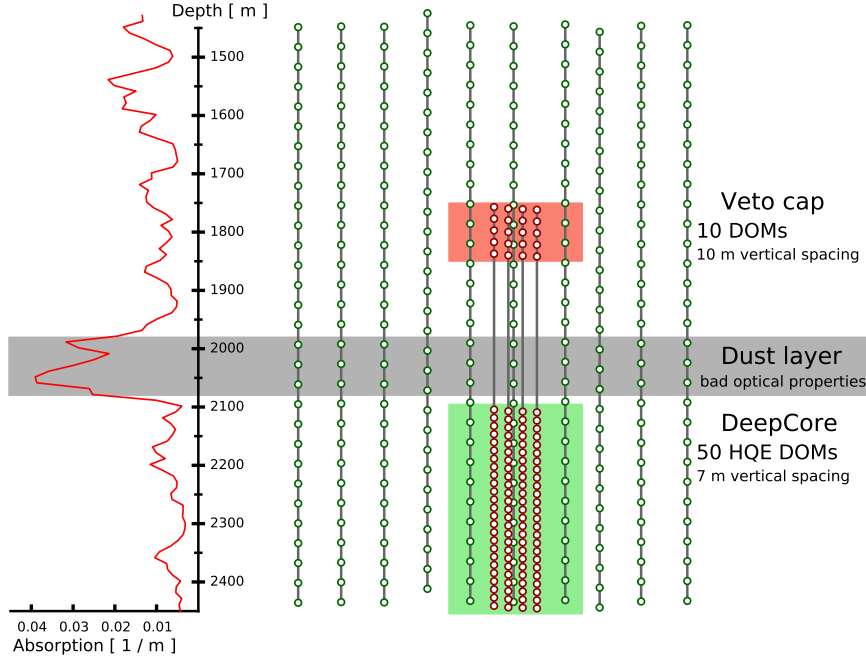 Depth [ m ]
1500
1600
1700
1800
1900
2000
2100
2200
2300
2400
0.04 0.03 0.02 0.01
Absorption [ 1 / m ]
Veto cap
10 DOMs
10 m vertical spacing
Dust layer
bad optical properties
DeepCore
50 HQE DOMs
7 m vertical spacing